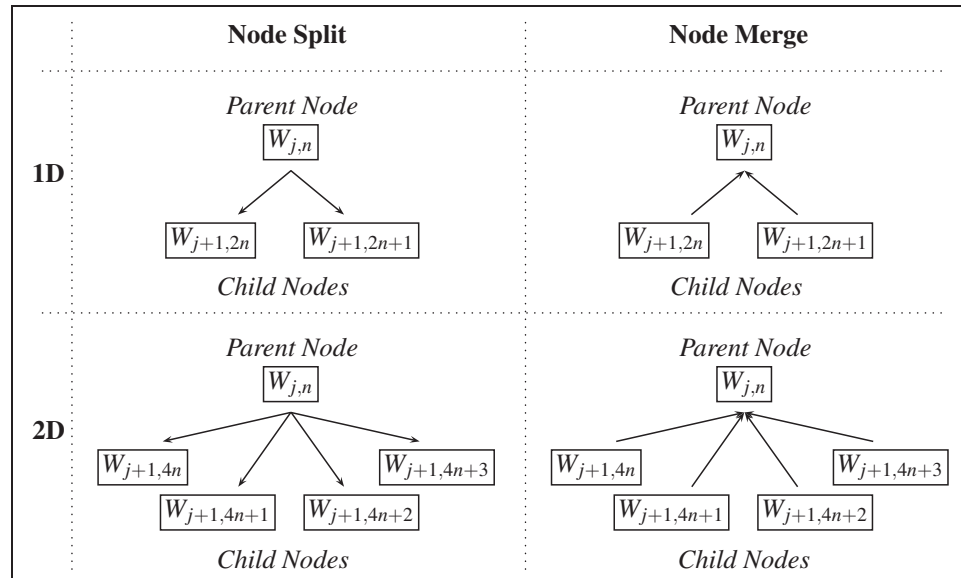 Node Split Node Merge
1D
Parent Node Parent Node
W_{j,n} W_{j,n}
W_{j+1,2n} W_{j+1,2n+1} W_{j+1,2n} W_{j+1,2n+1}
Child Nodes Child Nodes
2D
Parent Node Parent Node
W_{j,n} W_{j,n}
W_{j+1,4n} W_{j+1,4n+3} W_{j+1,4n} W_{j+1,4n+3}
W_{j+1,4n+1} W_{j+1,4n+2} W_{j+1,4n+1} W_{j+1,4n+2}
Child Nodes Child Nodes